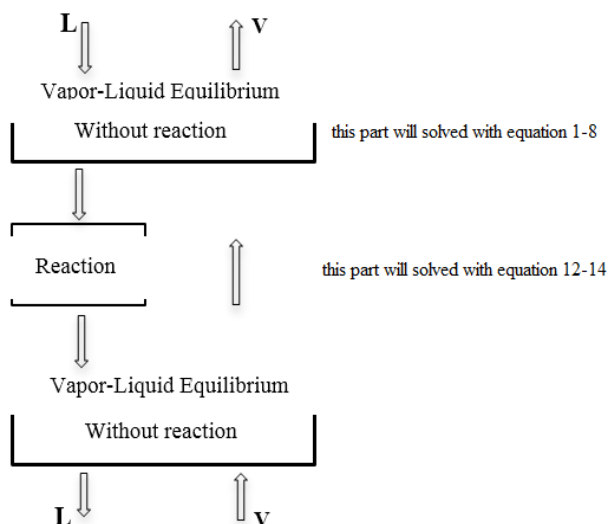 L V
Vapor-Liquid Equilibrium
Without reaction this part will solved with equation 1-8
Reaction this part will solved with equation 12-14
Vapor-Liquid Equilibrium
Without reaction
L V